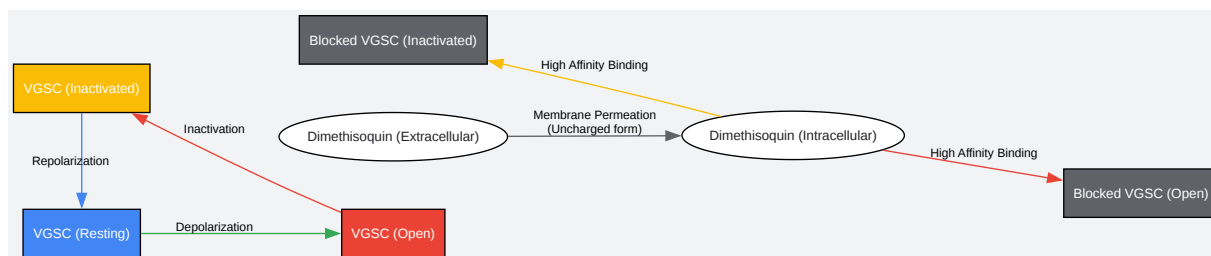 Blocked VGSC (Inactivated)
High Affinity Binding
VGSC (Inactivated)
Membrane Permeation
(Uncharged form)
Inactivation
Dimethisoquin (Extracellular)
Dimethisoquin (Intracellular)
High Affinity Binding
Repolarization
Blocked VGSC (Open)
Depolarization
VGSC (Resting)
VGSC (Open)